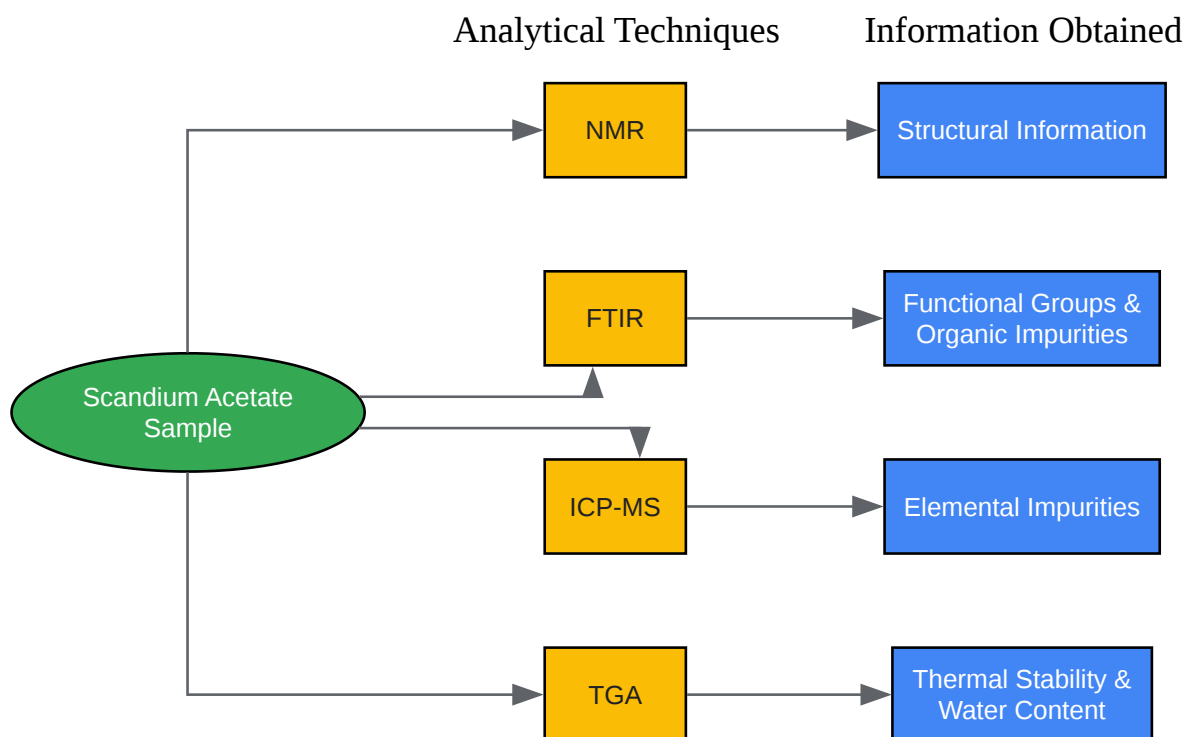 Analytical Techniques
Information Obtained
NMR
Structural Information
FTIR
Functional Groups &
Organic Impurities
Scandium Acetate
Sample
ICP-MS
Elemental Impurities
TGA
Thermal Stability &
Water Content